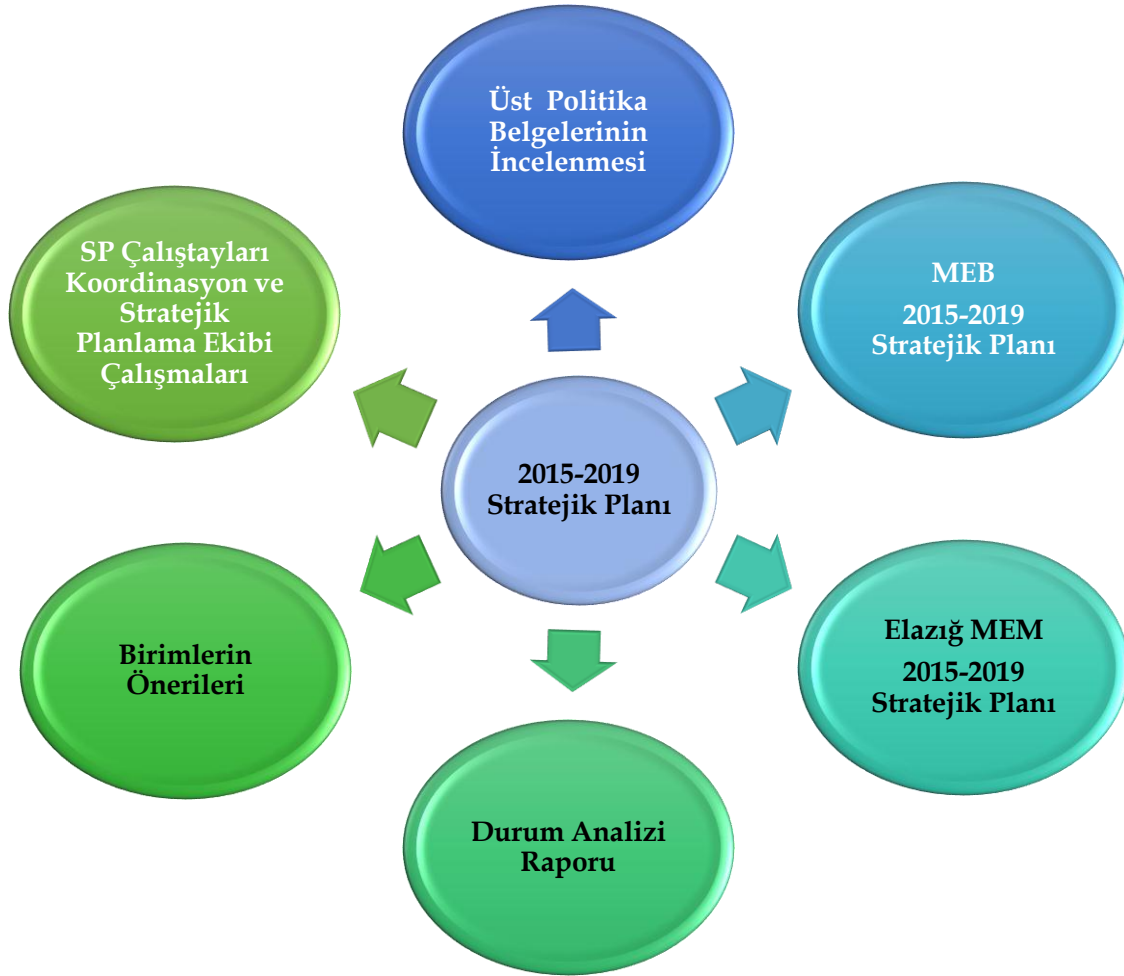 Üst Politika
Belgelerinin
İncelenmesi
SP Çalıştayları
Koordinasyon ve
Stratejik
Planlama Ekibi
Çalışmaları
MEB
2015-2019
Stratejik Planı
2015-2019
Stratejik Planı
Birimlerin
Önerileri
Elazığ MEM
2015-2019
Stratejik Planı
Durum Analizi
Raporu